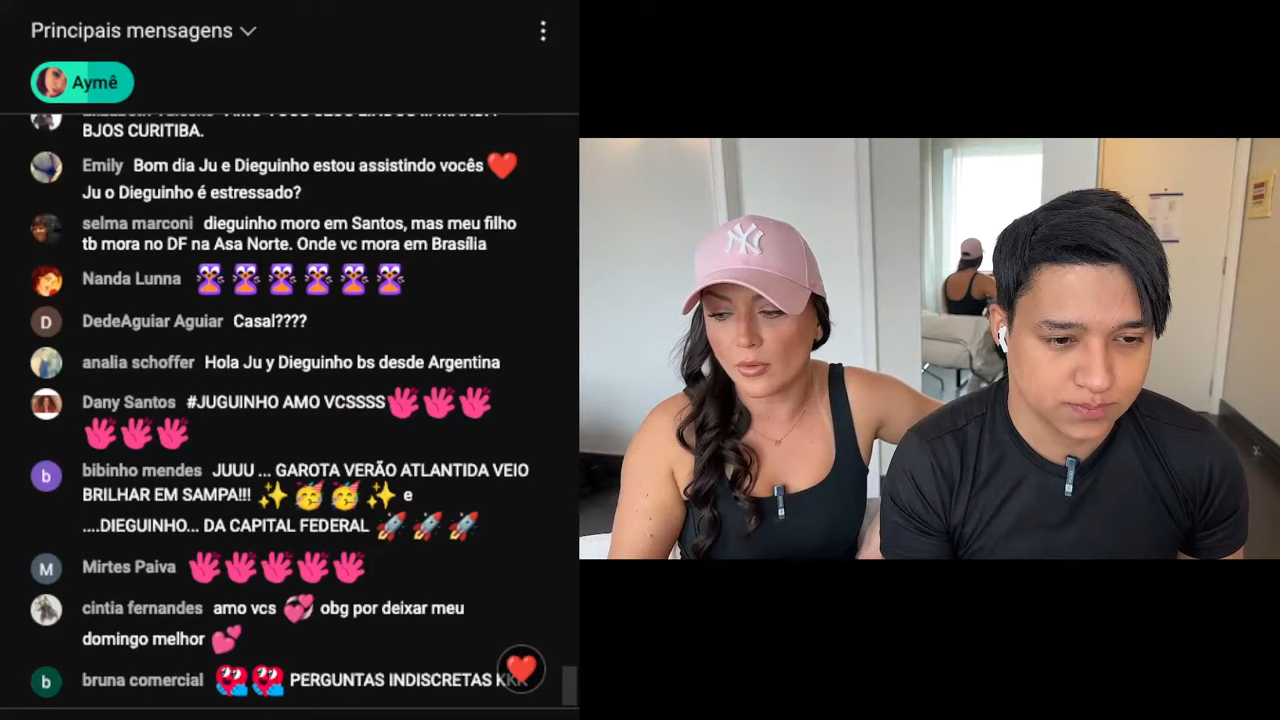 Principais mensagens
Aymê
BJOS CURITIBA.
Emily Bom dia Ju e Dieguinho estou assistindo vocês
Ju o Dieguinho é estressado?
selma marconi dieguinho moro em Santos, mas meu filho
tb mora no DF na Asa Norte. Onde vc mora em Brasília
Nanda Lunna
D DedeAguiar Aguiar Casal????
analia schoffer Hola Ju y Dieguinho bs desde Argentina
Dany Santos #JUGUINHO AMO VCSSSS
b bibinho mendes JUUU ... GAROTA VERÃO ATLANTIDA VEIO
BRILHAR EM SAMPA!!! e
....DIEGUINHO... DA CAPITAL FEDERAL
M Mirtes Paiva
cintia fernandes amo vcs obg por deixar meu
domingo melhor
b bruna comercial PERGUNTAS INDISCRETAS KKK
NY